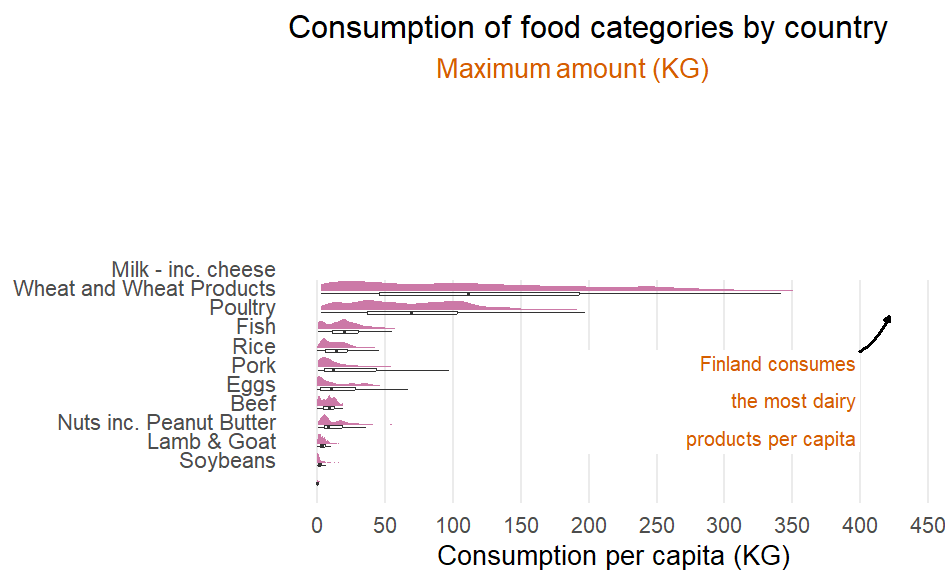 Consumption of food categories by country
Maximum amount (KG)
Milk - inc. cheese
Wheat and Wheat Products
Poultry
Fish
Rice
Pork
Eggs
Beef
Nuts inc. Peanut Butter
Lamb & Goat
Soybeans
Finland consumes
the most dairy
products per capita
0 50 100 150 200 250 300 350 400 450
Consumption per capita (KG)